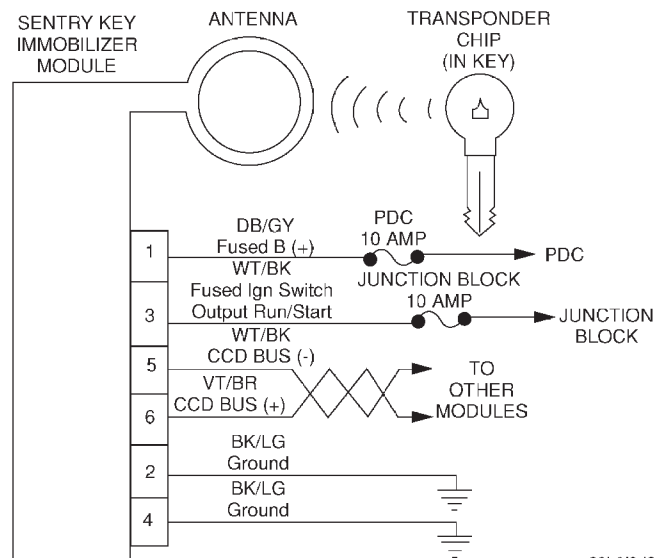 SENTRY KEY
IMMOBILIZER
MODULE
ANTENNA
TRANSPONDER
CHIP
(IN KEY)
1
DB/GY
Fused B (+)
PDC
10 AMP
PDC
3
WT/BK
Fused Ign Switch
Output Run/Start
JUNCTION BLOCK
10 AMP
JUNCTION
BLOCK
5
WT/BK
CCD BUS (-)
6
VT/BR
CCD BUS (+)
TO
OTHER
MODULES
2
BK/LG
Ground
4
BK/LG
Ground